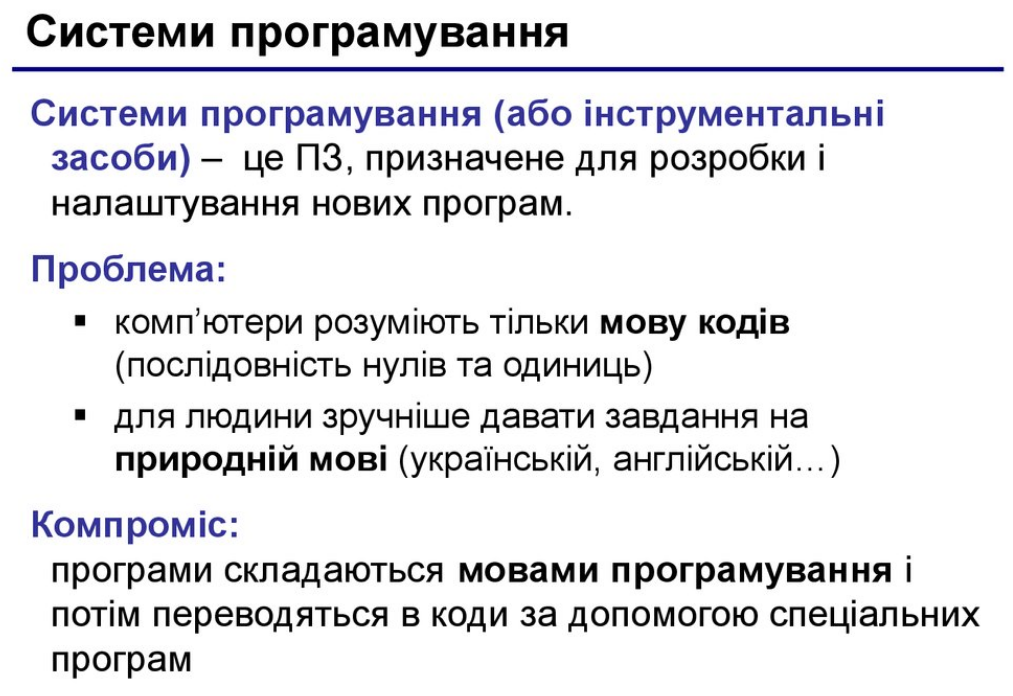 Системи програмування
Системи програмування (або інструментальні
засоби) – це ПЗ, призначене для розробки і
налаштування нових програм.
Проблема:
▪ комп’ютери розуміють тільки мову кодів
(послідовність нулів та одиниць)
▪ для людини зручніше давати завдання на
природній мові (українській, англійській…)
Компроміс:
програми складаються мовами програмування і
потім переводяться в коди за допомогою спеціальних
програм